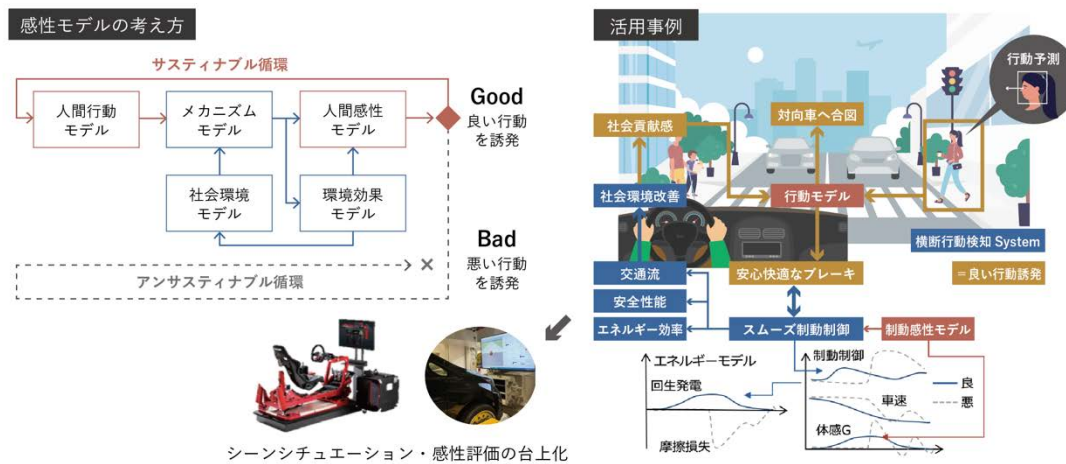 感性モデルの考え方
サスティナブル循環
人間行動
モデル
メカニズム
モデル
人間感性
モデル
Good
良い行動
を誘発
社会環境
モデル
環境効果
モデル
Bad
悪い行動
を誘発
アンサスティナブル循環
シーンシチュエーション・感性評価の台上化
活用事例
行動予測
社会貢献感
対向車へ合図
社会環境改善
行動モデル
横断行動検知 System
交通流
安心快適なブレーキ
=良い行動誘発
安全性能
エネルギー効率
スムーズ制動制御
制動感性モデル
エネルギーモデル
回生発電
摩擦損失
制動制御
車速
体感G
良
悪